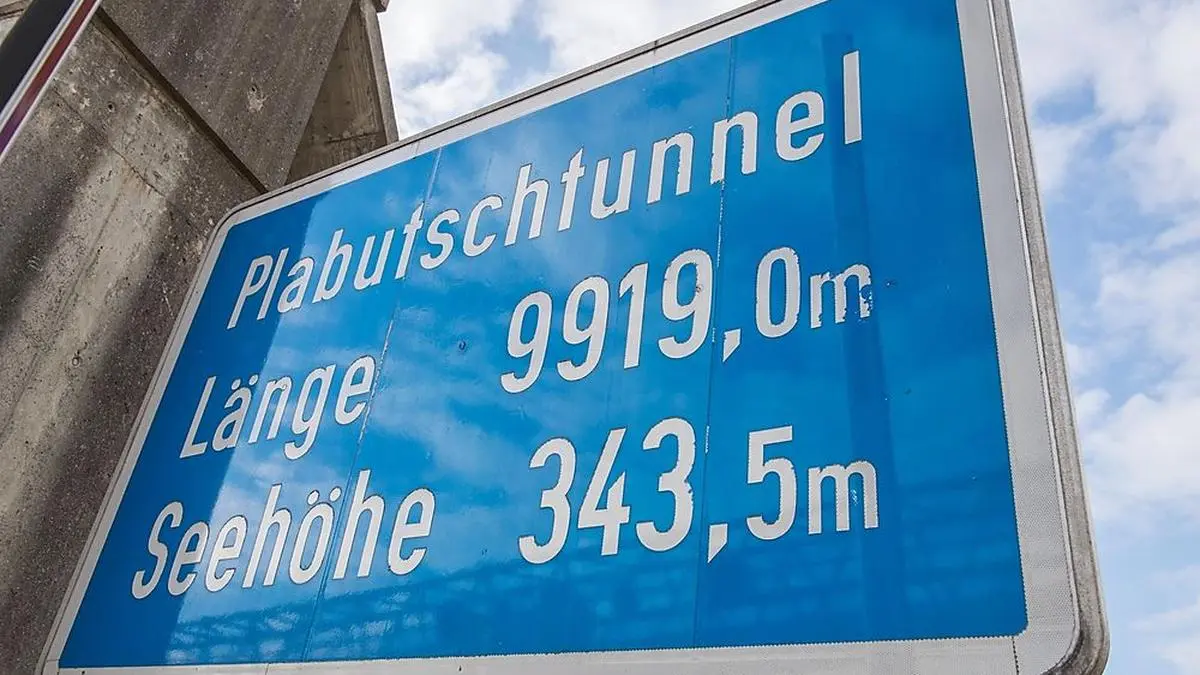 Plabutschtunnel
Länge 9919,0m
Seehöhe 343,5m